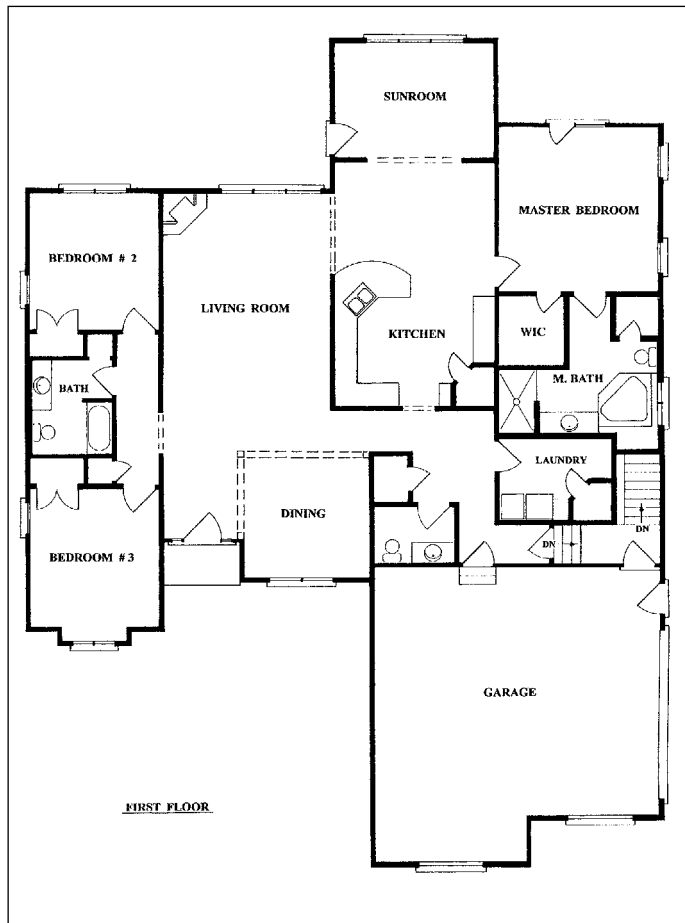 SUNROOM
MASTER BEDROOM
BEDROOM # 2
LIVING ROOM
KITCHEN
WIC
BATH
M. BATH
LAUNDRY
DINING
DN
DN
BEDROOM # 3
GARAGE
FIRST FLOOR